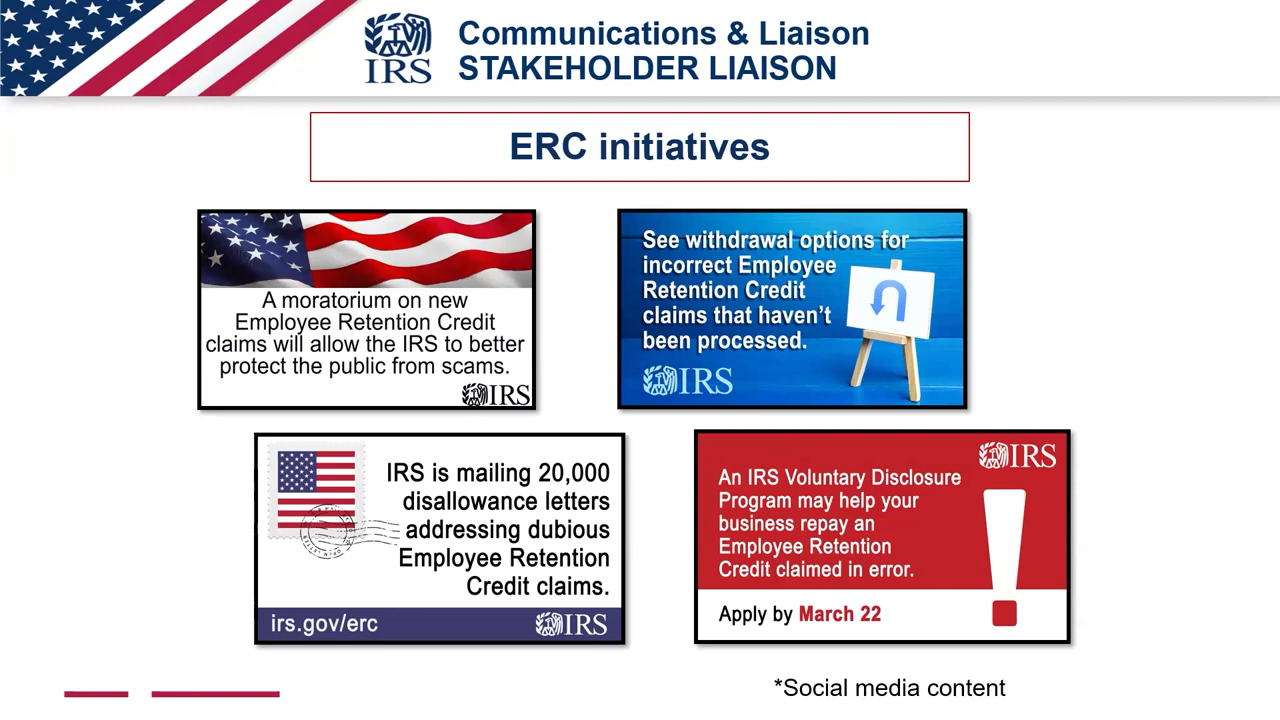 IRS
Communications & Liaison
STAKEHOLDER LIAISON
ERC initiatives
A moratorium on new
Employee Retention Credit
claims will allow the IRS to better
protect the public from scams.
IRS
See withdrawal options for
incorrect Employee
Retention Credit
claims that haven't
been processed.
IRS
IRS is mailing 20,000
disallowance letters
addressing dubious
Employee Retention
Credit claims.
irs.gov/erc
IRS
IRS
An IRS Voluntary Disclosure
Program may help your
business repay an
Employee Retention
Credit claimed in error.
Apply by March 22
*Social media content